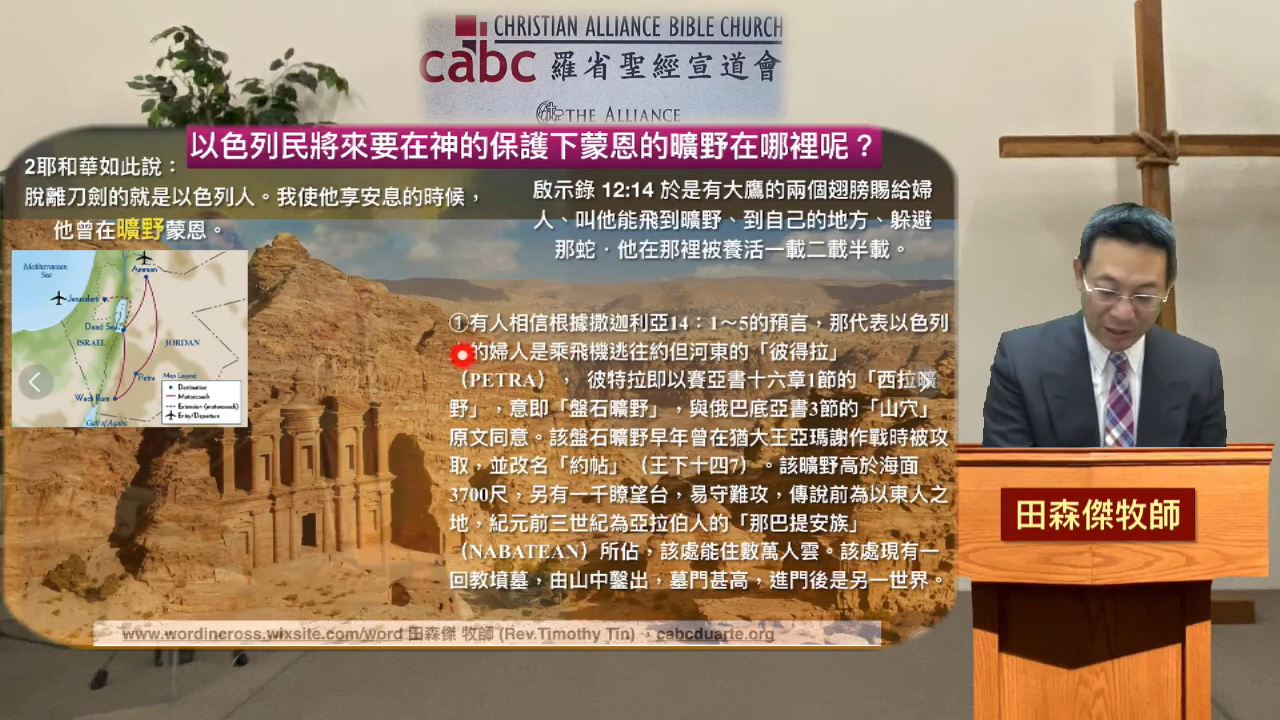 CHRISTIAN ALLIANCE BIBLE CHURCH
cabc 羅省聖經宣道會
THE ALLIANCE
以色列民將來要在神的保護下蒙恩的曠野在哪裡呢？
2耶和華如此說：
脫離刀劍的就是以色列人。我使他享安息的時候，
他曾在曠野蒙恩。
啟示錄 12:14 於是有大鷹的兩個翅膀賜給婦
人、叫他能飛到曠野、到自己的地方、躲避
那蛇．他在那裡被養活一載二載半載。
Mediterranean
Sea
Amman
Jerusalem
Dead Sea
ISRAEL
JORDAN
Petra
Wadi Rum
Gulf of Aqaba
Map Legend
Destination
Motorcoach
Extension (motorcoach)
Entry/Departure
①有人相信根據撒迦利亞14：1～5的預言，那代表以色列
的婦人是乘飛機逃往約但河東的「彼得拉」
（PETRA）， 彼特拉即以賽亞書十六章1節的「西拉曠
野」，意即「盤石曠野」，與俄巴底亞書3節的「山穴」
原文同意。該盤石曠野早年曾在猶大王亞瑪謝作戰時被攻
取，並改名「約帖」（王下十四7）。該曠野高於海面
3700尺，另有一千瞭望台，易守難攻，傳說前為以東人之
地，紀元前三世紀為亞拉伯人的「那巴提安族」
（NABATEAN）所佔，該處能住數萬人雲。該處現有一
回教墳墓，由山中鑿出，墓門甚高，進門後是另一世界。
田森傑牧師
www.wordincross.wixsite.com/word 田森傑 牧師 (Rev.Timothy Tin) ，cabcduarte.org